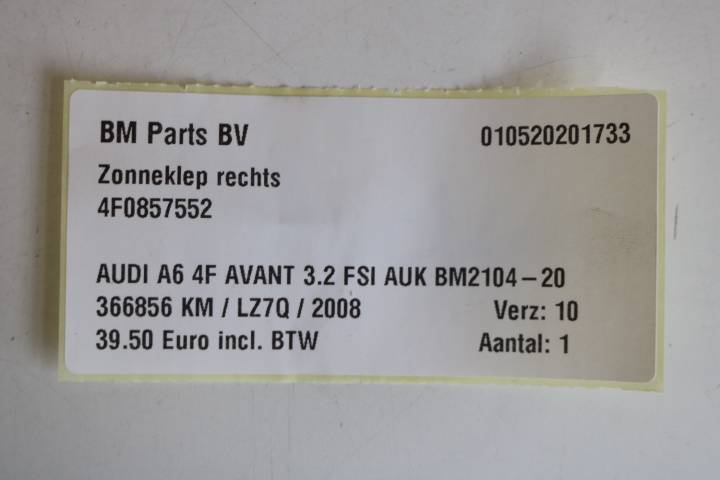 BM Parts BV 010520201733
Zonneklep rechts
4F0857552
AUDI A6 4F AVANT 3.2 FSI AUK BM2104-20
366856 KM / LZ7Q / 2008 Verz: 10
39.50 Euro incl. BTW Aantal: 1